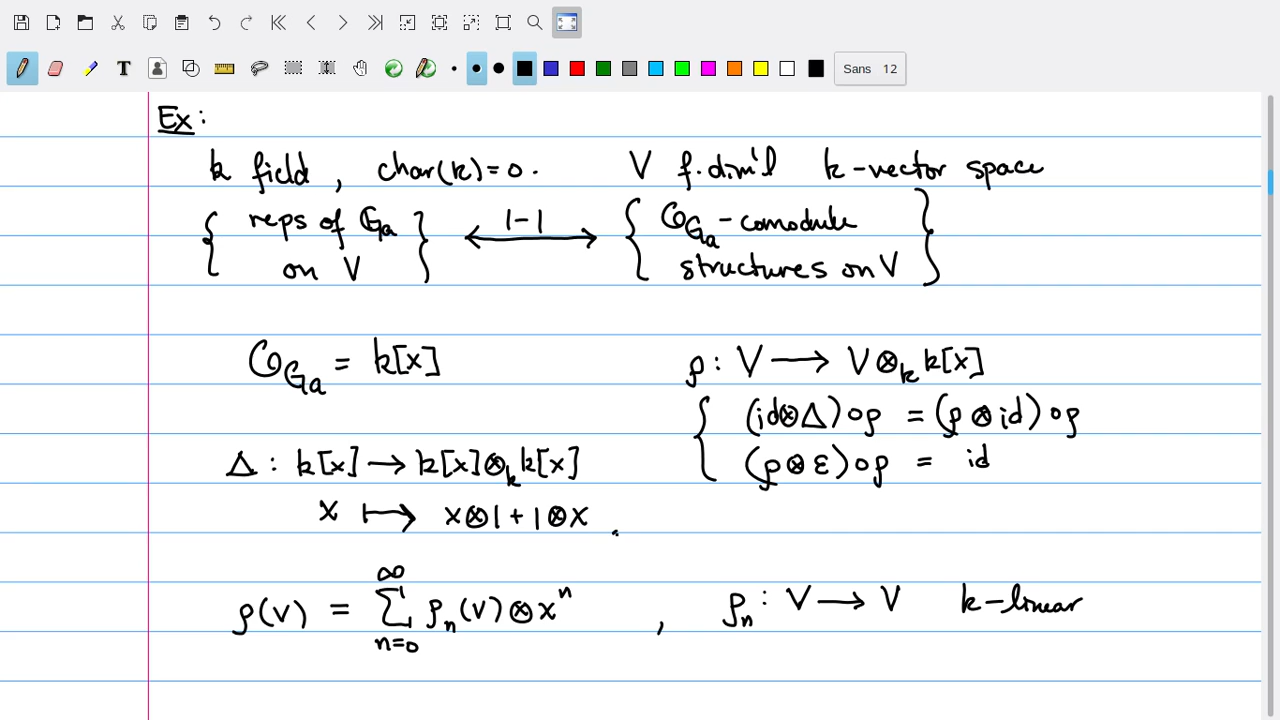 Sans 12
Ex:
k field, char(k)=0. V f.dim'l k-vector space
{ reps of 𝔾a on V } ⟷ 1-1 { 𝒪_𝔾a-comodule structures on V }
𝒪_𝔾a = k[x]
ρ: V ⟶ V⊗_k k[x]
{ (id⊗Δ)∘ρ = (ρ⊗id)∘ρ
(ρ⊗ε)∘ρ = id
Δ: k[x] → k[x]⊗_k k[x]
x ⟼ x⊗1+1⊗x .
ρ(v) = ∑_{n=0}^{∞} ρ_n(v)⊗x^n , ρ_n: V ⟶ V k-linear